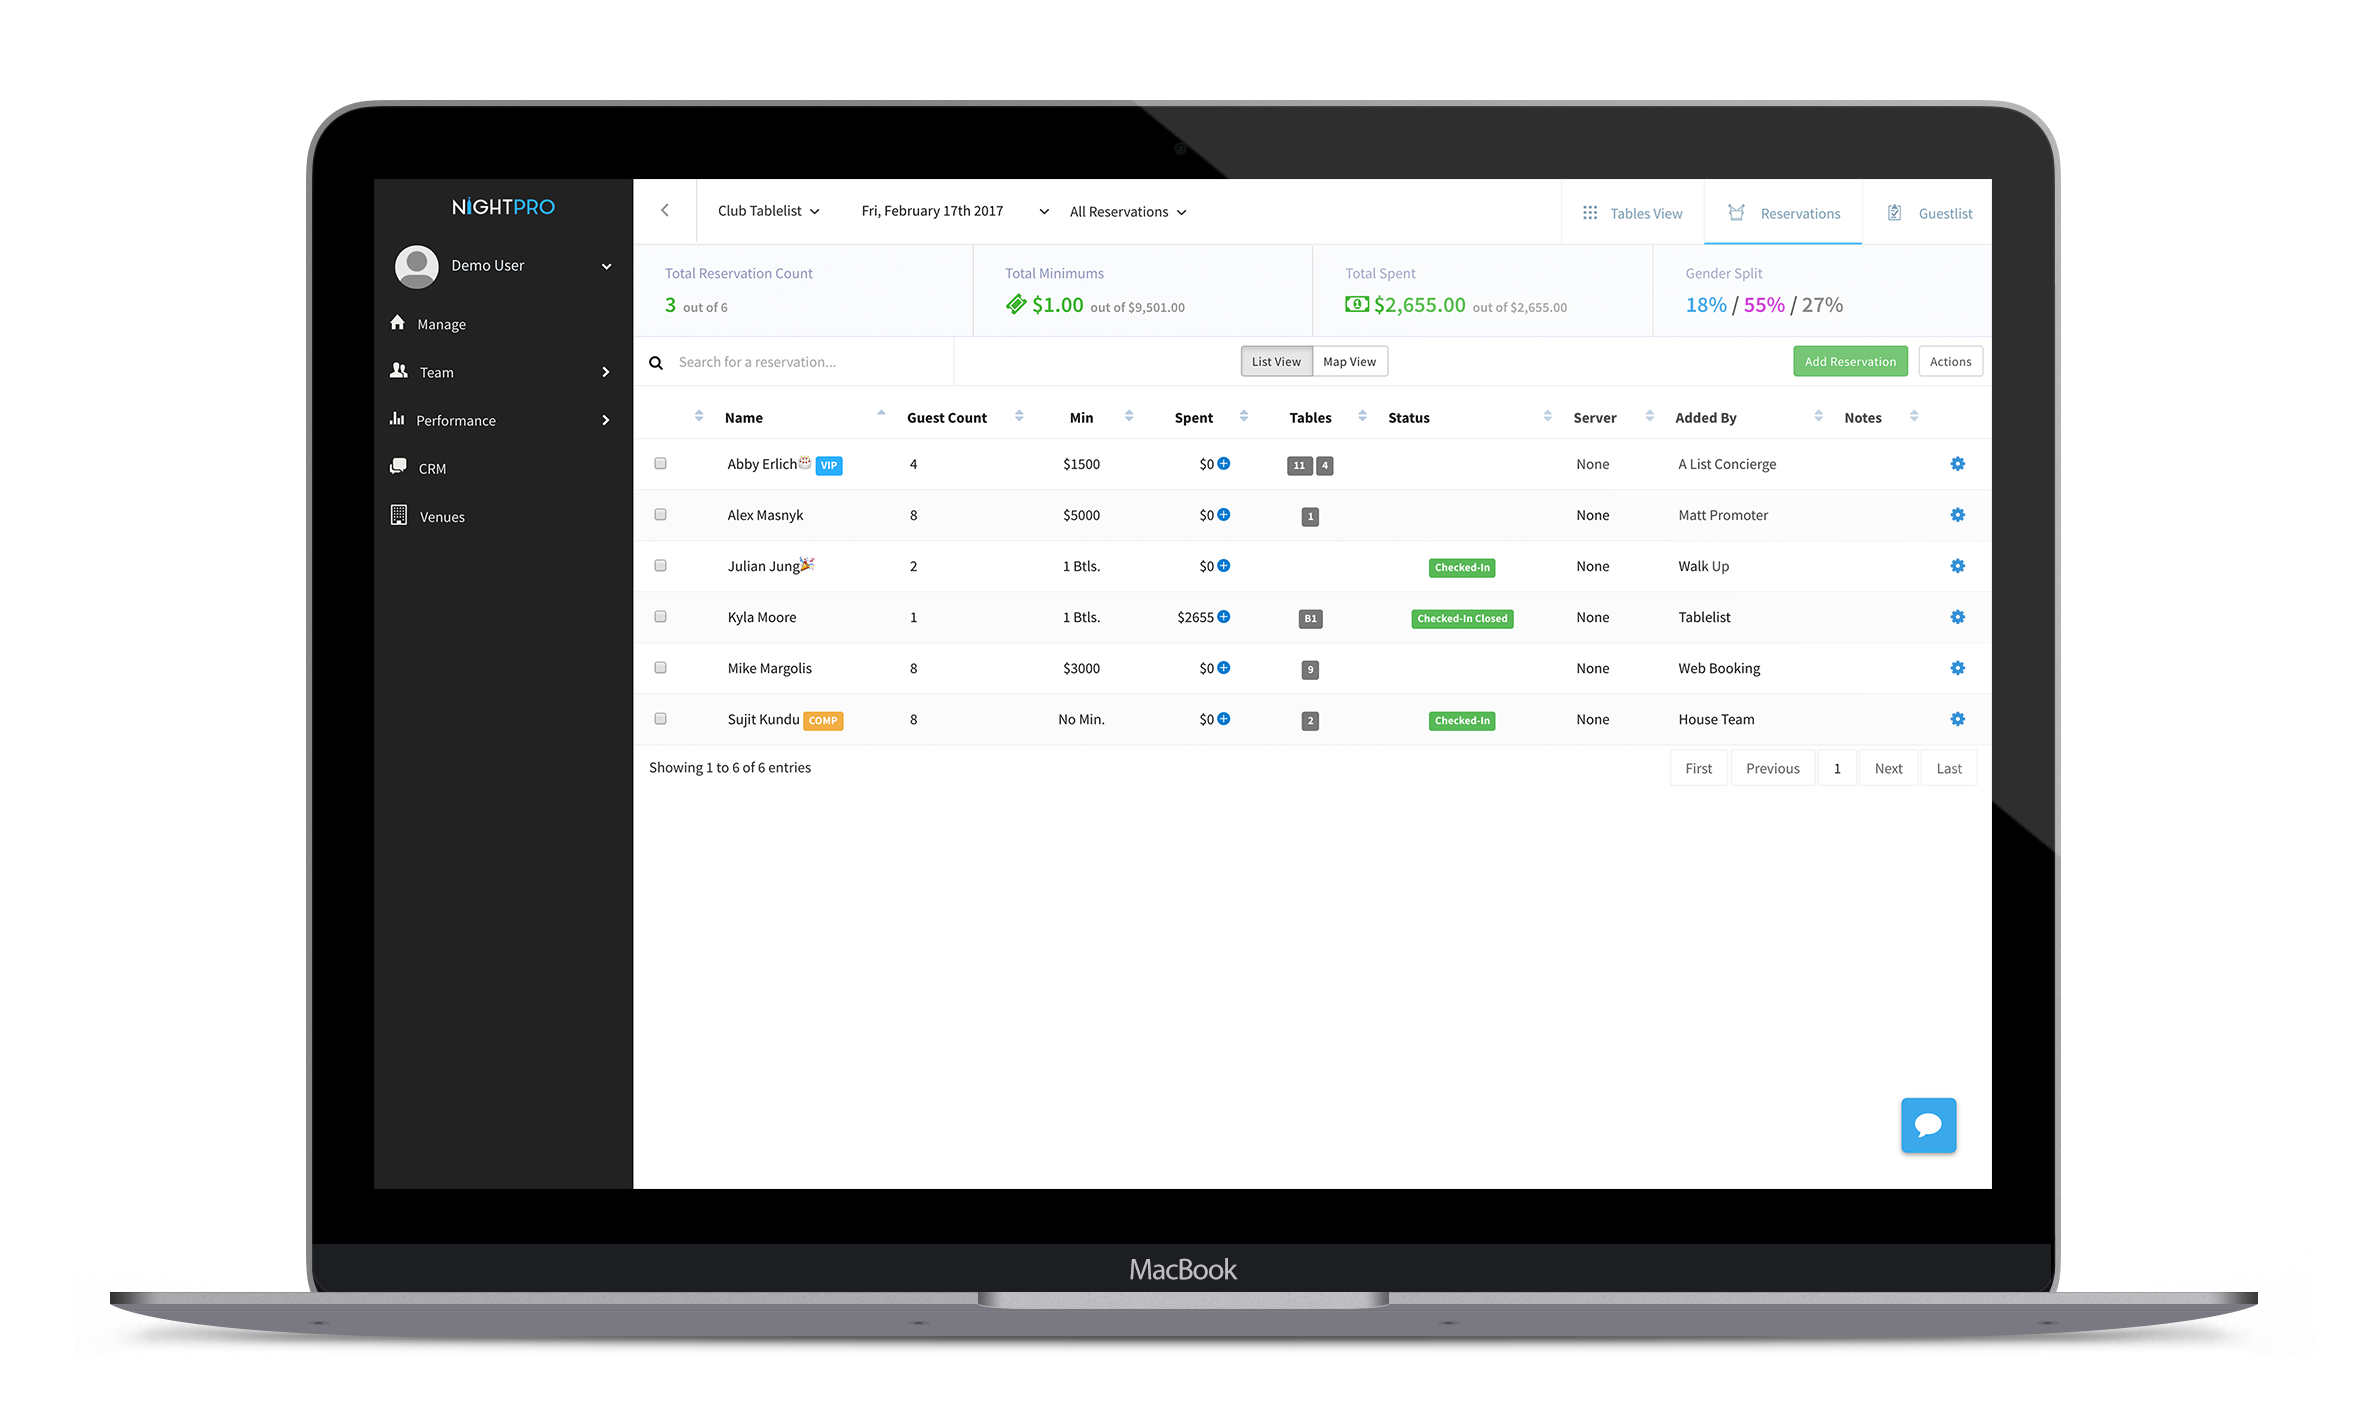 NIGHTPRO
Demo User
Manage
Team
Performance
CRM
Venues
Club Tablelist Fri, February 17th 2017 All Reservations Tables View Reservations Guestlist
Total Reservation Count Total Minimums Total Spent Gender Split
3 out of 6 $1.00 out of $9,501.00 $2,655.00 out of $2,655.00 18% / 55% / 27%
Search for a reservation... List View Map View Add Reservation Actions
Name Guest Count Min Spent Tables Status Server Added By Notes
Abby Erlich VIP 4 $1500 $0 11 4 None A List Concierge
Alex Masnyk 8 $5000 $0 1 None Matt Promoter
Julian Jung 2 1 Btls. $0 Checked-In None Walk Up
Kyla Moore 1 1 Btls. $2655 B1 Checked-In Closed None Tablelist
Mike Margolis 8 $3000 $0 9 None Web Booking
Sujit Kundu COMP 8 No Min. $0 2 Checked-In None House Team
Showing 1 to 6 of 6 entries First Previous 1 Next Last
MacBook